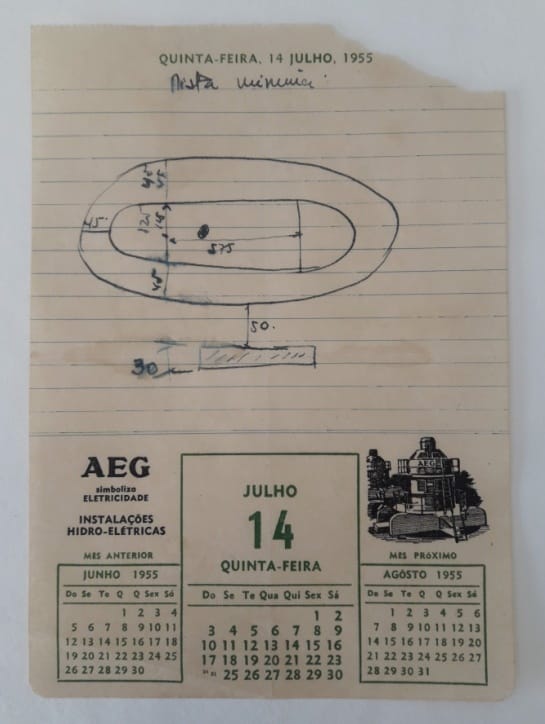 QUINTA-FEIRA, 14 JULHO, 1955
Pista minima
45
45
45.
125
115
575
45
50.
30
AEG
simboliza
ELETRICIDADE
INSTALAÇÕES
HIDRO-ELÉTRICAS
MES ANTERIOR
JUNHO 1955
Do Se Te Q Q Sex Sá
1 2 3 4
5 6 7 8 9 10 11
12 13 14 15 16 17 18
19 20 21 22 23 24 25
26 27 28 29 30
JULHO
14
QUINTA-FEIRA
Do Se Te Qua Qui Sex Sá
1 2
3 4 5 6 7 8 9
10 11 12 13 14 15 16
17 18 19 20 21 22 23
24 31 25 26 27 28 29 30
AEG
MES PRÓXIMO
AGÔSTO 1955
Do Se Te Q Q Sex Sá
1 2 3 4 5 6
7 8 9 10 11 12 13
14 15 16 17 18 19 20
21 22 23 24 25 26 27
28 29 30 31